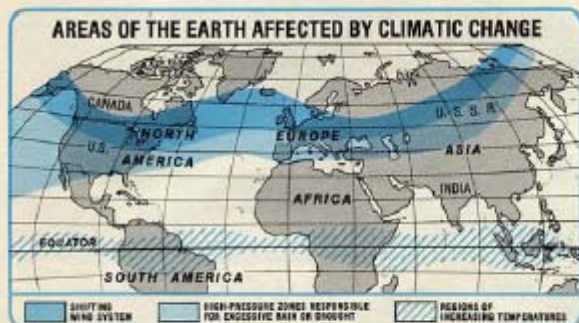 AREAS OF THE EARTH AFFECTED BY CLIMATIC CHANGE
CANADA
U.S.
NORTH
AMERICA
EUROPE
U.S.S.R.
ASIA
AFRICA
INDIA
EQUATOR
SOUTH AMERICA
SHIFTING
WIND SYSTEM
HIGH-PRESSURE ZONES RESPONSIBLE
FOR EXCESSIVE RAIN OR DROUGHT
REGIONS OF
INCREASING TEMPERATURES